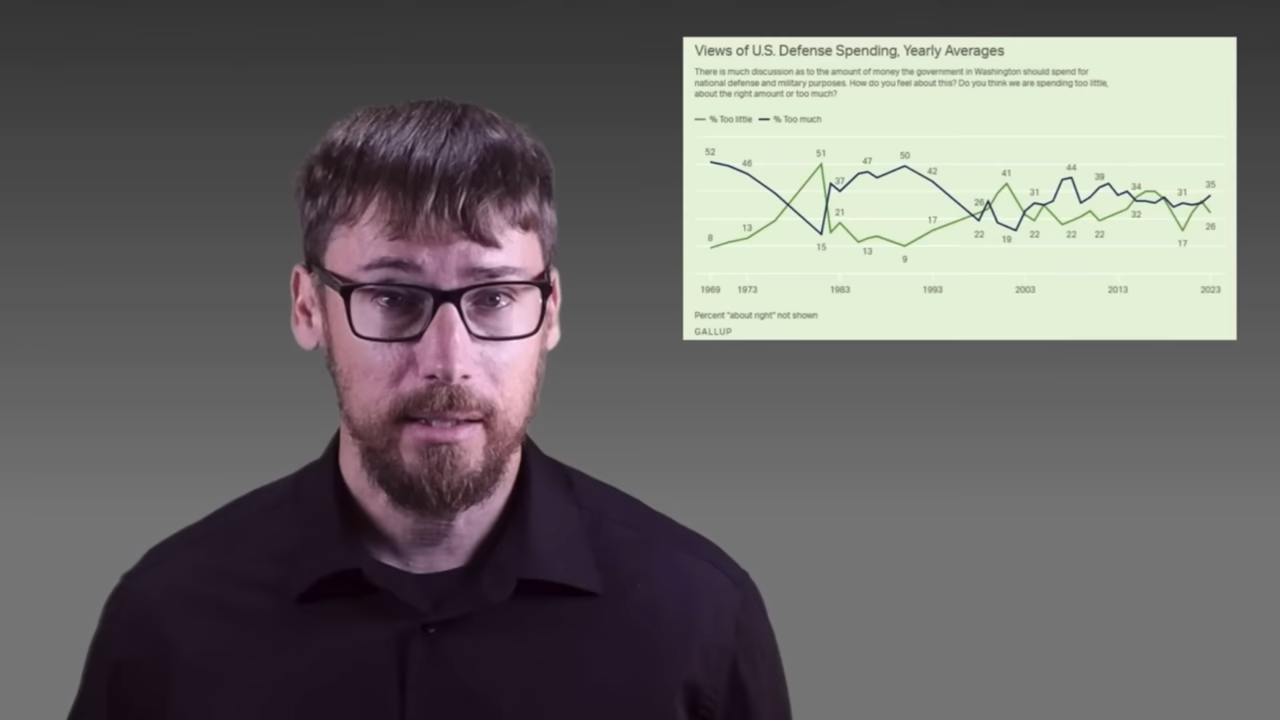 Views of U.S. Defense Spending, Yearly Averages
There is much discussion as to the amount of money the government in Washington should spend for
national defense and military purposes. How do you feel about this? Do you think we are spending too little,
about the right amount or too much?
% Too little % Too much
52 46 51 37 47 50 42 26 41 31 44 39 34 31 35
8 13 15 21 13 9 17 22 19 22 22 22 32 17 26
1969 1973 1983 1993 2003 2013 2023
Percent "about right" not shown
GALLUP